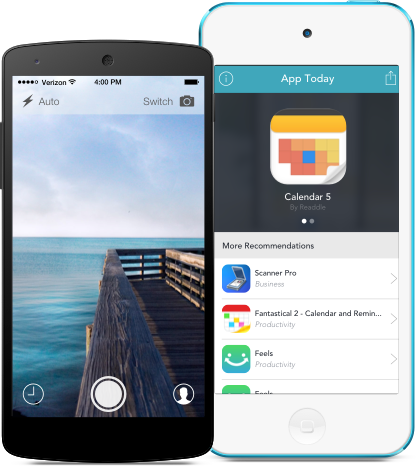 Verizon
4:00 PM
Auto
Switch
App Today
Calendar 5
By Readdle
More Recommendations
Scanner Pro
Business
Fantastical 2 - Calendar and Remin...
Productivity
Feels
Productivity
Feels